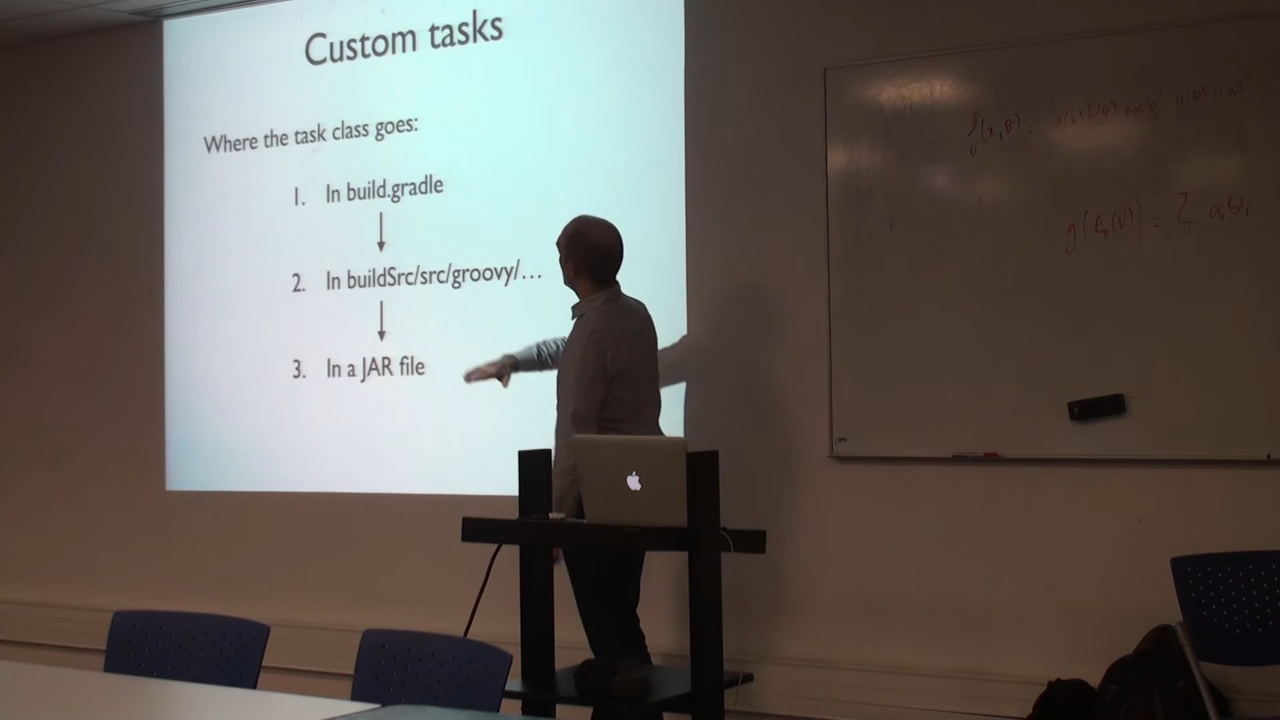 Custom tasks
Where the task class goes:
1. In build.gradle
2. In buildSrc/src/groovy/...
3. In a JAR file
f(x,θ) =
g(ξ(v)) = Σ aᵢθᵢ